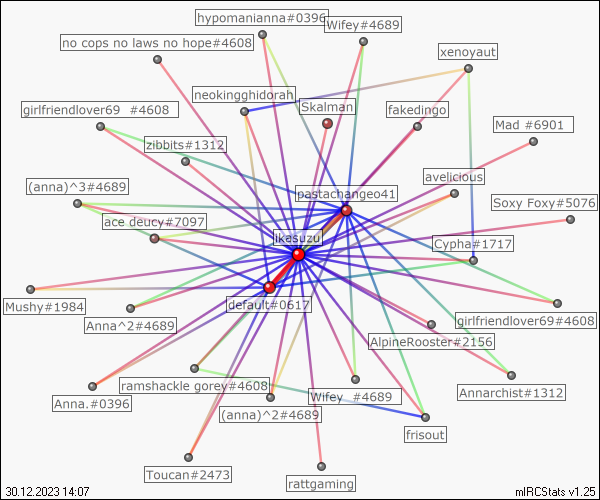 hypomanianna#0396
Wifey#4689
no cops no laws no hope#4608
xenoyaut
neokingghidorah
Skalman
fakedingo
girlfriendlover69 #4608
Mad #6901
zibbits#1312
avelicious
(anna)^3#4689
pastachangeo41
Soxy Foxy#5076
ace deucy#7097
ikesuzu
Cypha#1717
Mushy#1984
default#0617
Anna^2#4689
girlfriendlover69#4608
AlpineRooster#2156
ramshackle gorey#4608
Anna.#0396
(anna)^2#4689
Wifey #4689
Annarchist#1312
frisout
Toucan#2473
rattgaming
30.12.2023 14:07
mIRCStats v1.25